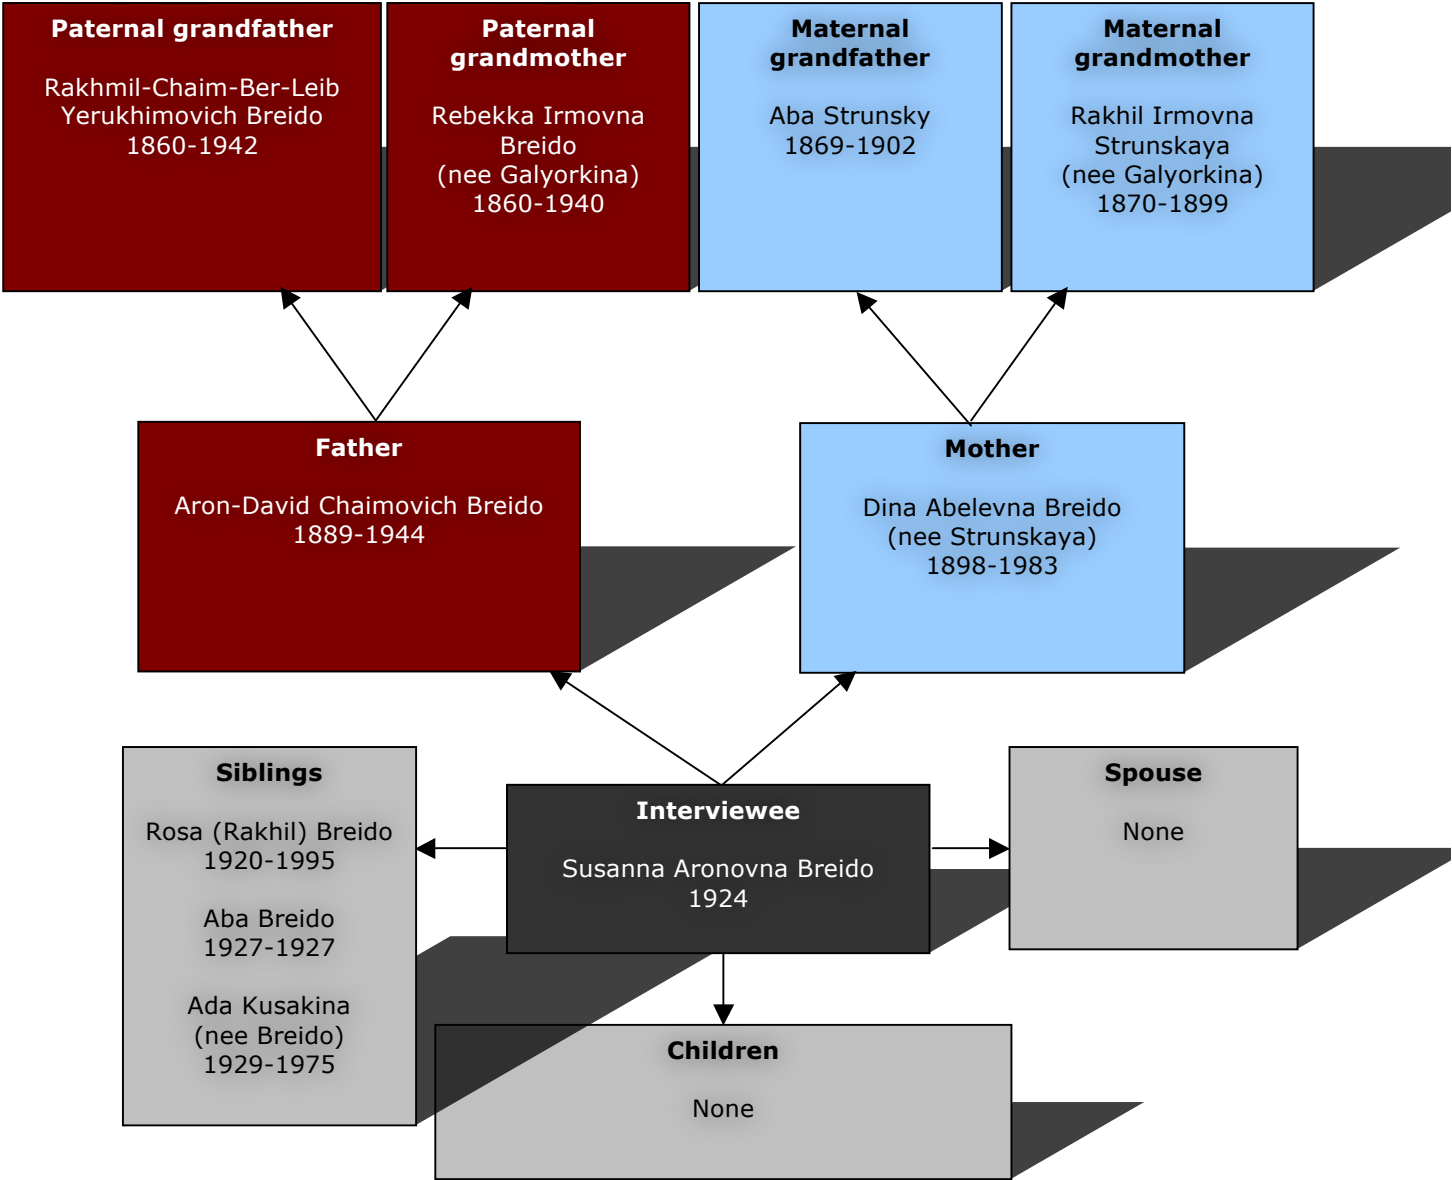 Paternal grandfather
Rakhmil-Chaim-Ber-Leib
Yerukhimovich Breido
1860-1942
Paternal
grandmother
Rebekka Irmovna
Breido
(nee Galyorkina)
1860-1940
Maternal
grandfather
Aba Strunsky
1869-1902
Maternal
grandmother
Rakhil Irmovna
Strunskaya
(nee Galyorkina)
1870-1899
Father
Aron-David Chaimovich Breido
1889-1944
Mother
Dina Abelevna Breido
(nee Strunskaya)
1898-1983
Siblings
Rosa (Rakhil) Breido
1920-1995
Aba Breido
1927-1927
Ada Kusakina
(nee Breido)
1929-1975
Interviewee
Susanna Aronovna Breido
1924
Spouse
None
Children
None